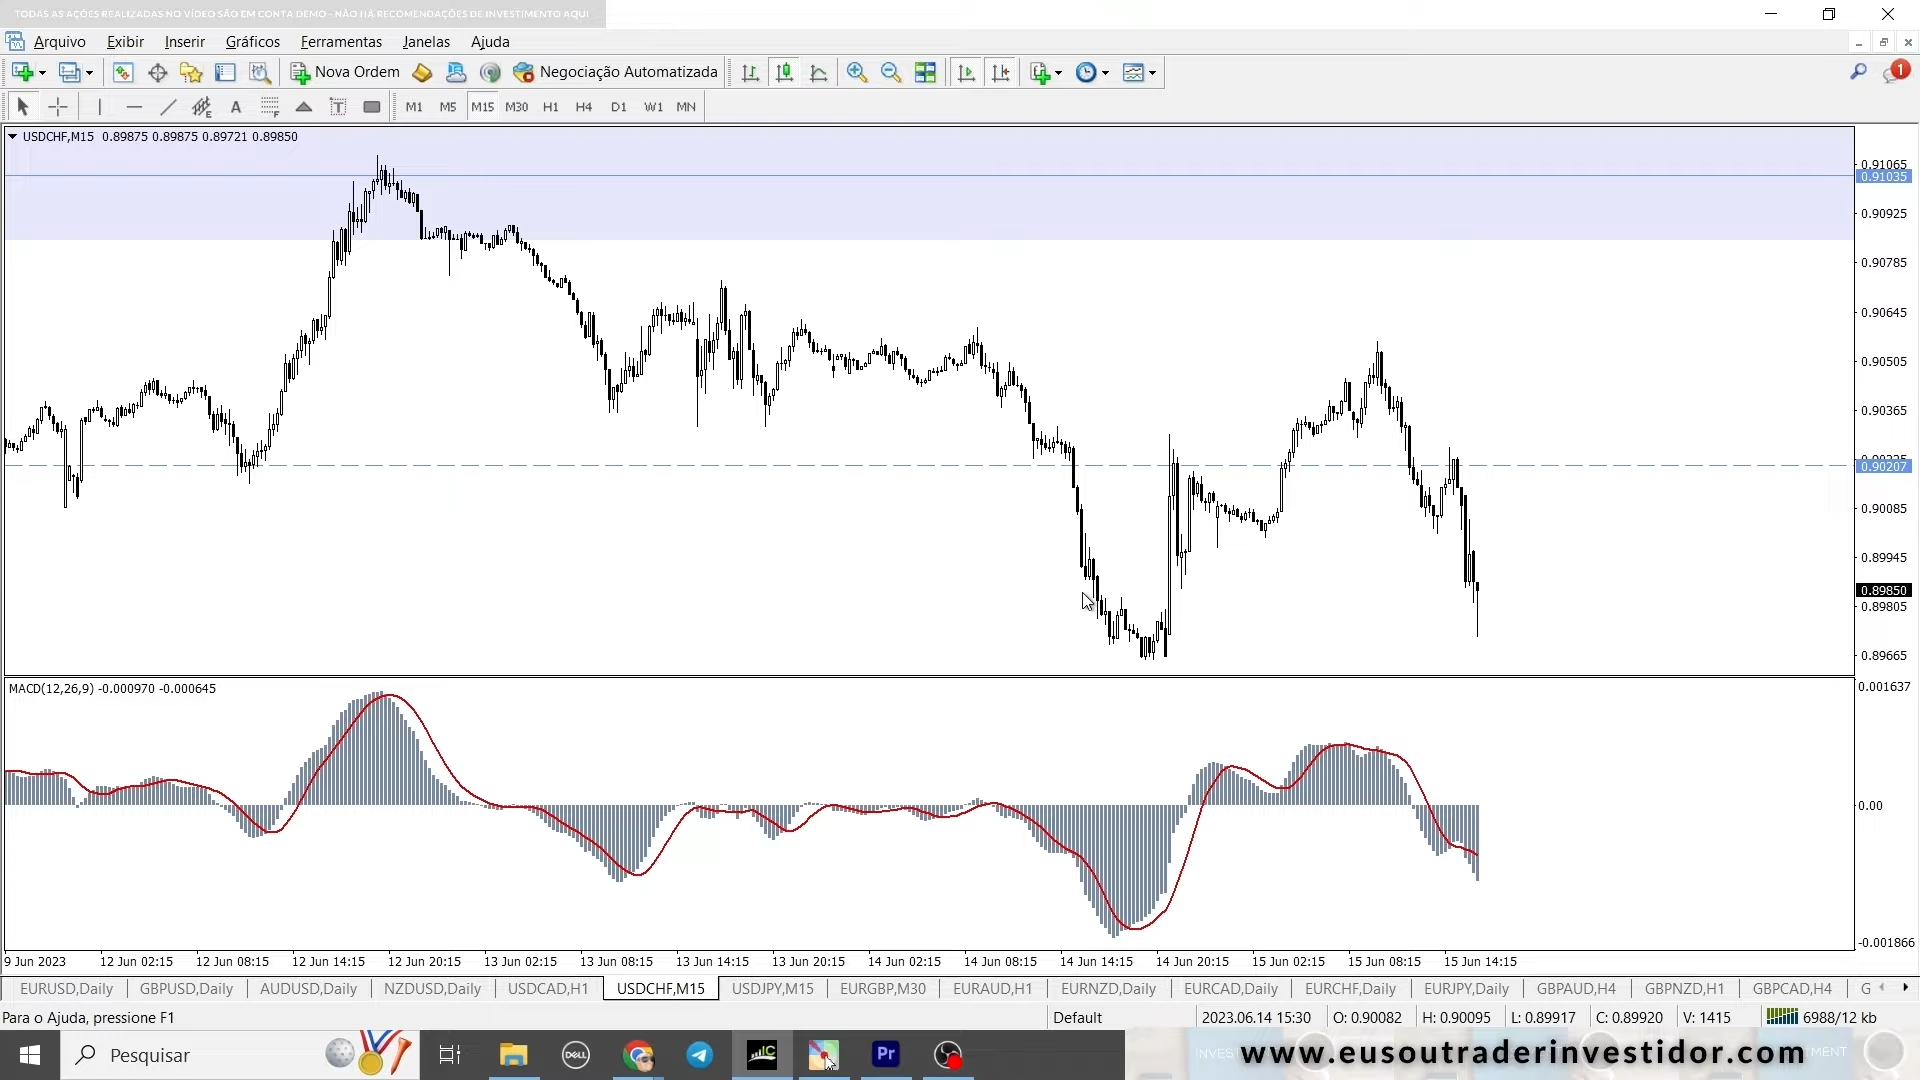 TODAS AS AÇÕES REALIZADAS NO VÍDEO SÃO EM CONTA DEMO - NÃO HÁ RECOMENDAÇÕES DE INVESTIMENTO AQUI
Arquivo Exibir Inserir Gráficos Ferramentas Janelas Ajuda
Nova Ordem Negociação Automatizada 1
A T M1 M5 M15 M30 H1 H4 D1 W1 MN
USDCHF,M15 0.89875 0.89875 0.89721 0.89850
0.91065
0.91035
0.90925
0.90785
0.90645
0.90505
0.90365
0.90207
0.90085
0.89945
0.89850
0.89805
0.89665
MACD(12,26,9) -0.000970 -0.000645
0.001637
0.00
-0.001866
9 Jun 2023 12 Jun 02:15 12 Jun 08:15 12 Jun 14:15 12 Jun 20:15 13 Jun 02:15 13 Jun 08:15 13 Jun 14:15 13 Jun 20:15 14 Jun 02:15 14 Jun 08:15 14 Jun 14:15 14 Jun 20:15 15 Jun 02:15 15 Jun 08:15 15 Jun 14:15
EURUSD,Daily GBPUSD,Daily AUDUSD,Daily NZDUSD,Daily USDCAD,H1 USDCHF,M15 USDJPY,M15 EURGBP,M30 EURAUD,H1 EURNZD,Daily EURCAD,Daily EURCHF,Daily EURJPY,Daily GBPAUD,H4 GBPNZD,H1 GBPCAD,H4 G
Para o Ajuda, pressione F1 Default 2023.06.14 15:30 O: 0.90082 H: 0.90095 L: 0.89917 C: 0.89920 V: 1415 6988/12 kb
Pesquisar DELL IC Pr www.eusoutraderinvestidor.com